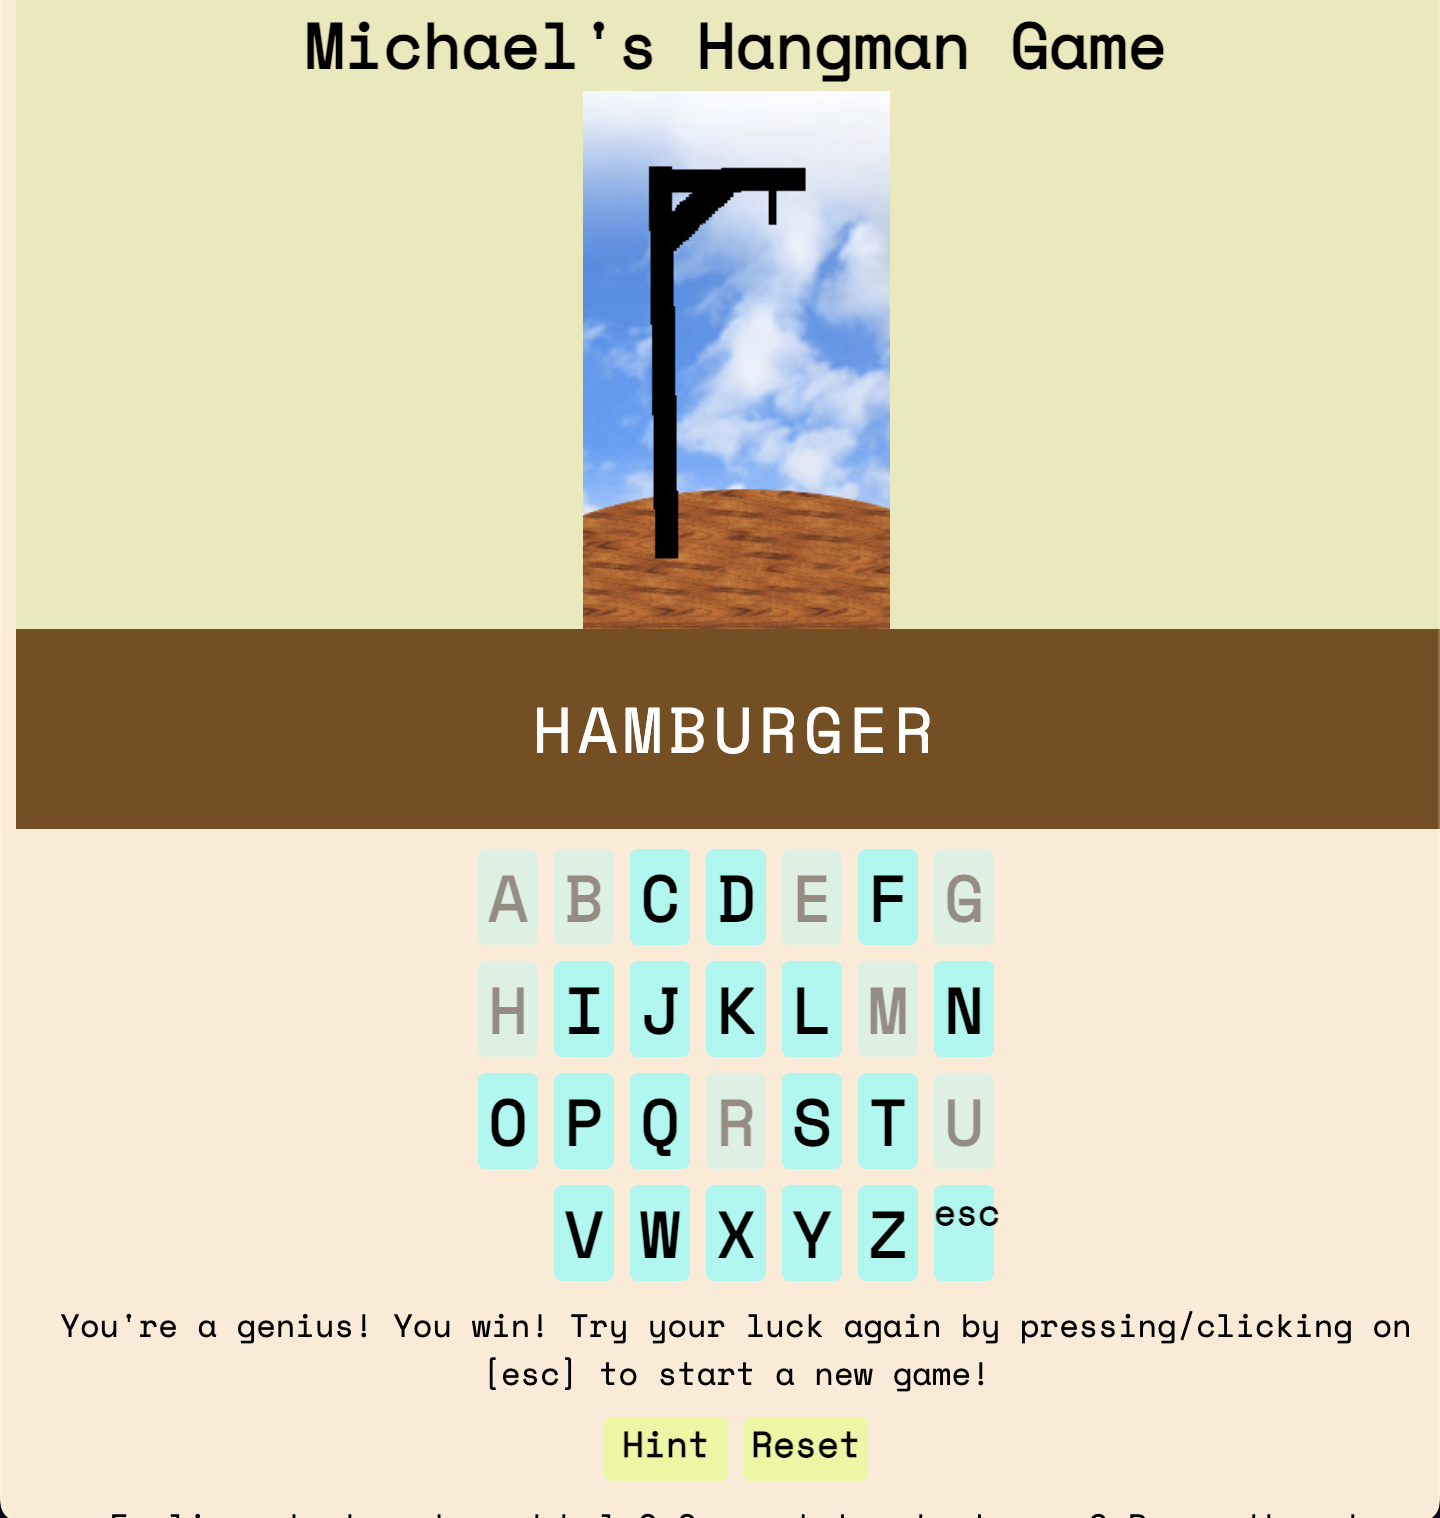 Michael's Hangman Game
HAMBURGER
A B C D E F G
H I J K L M N
O P Q R S T U
V W X Y Z esc
You're a genius! You win! Try your luck again by pressing/clicking on
[esc] to start a new game!
Hint Reset